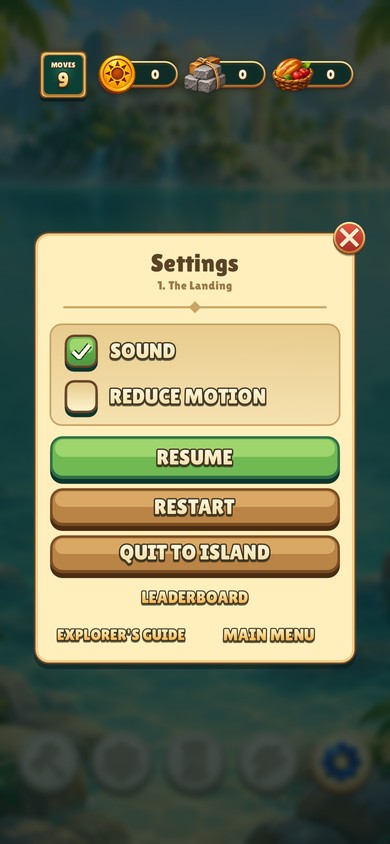 MOVES
9
0
0
0
Settings
1. The Landing
SOUND
REDUCE MOTION
RESUME
RESTART
QUIT TO ISLAND
LEADERBOARD
EXPLORER'S GUIDE MAIN MENU